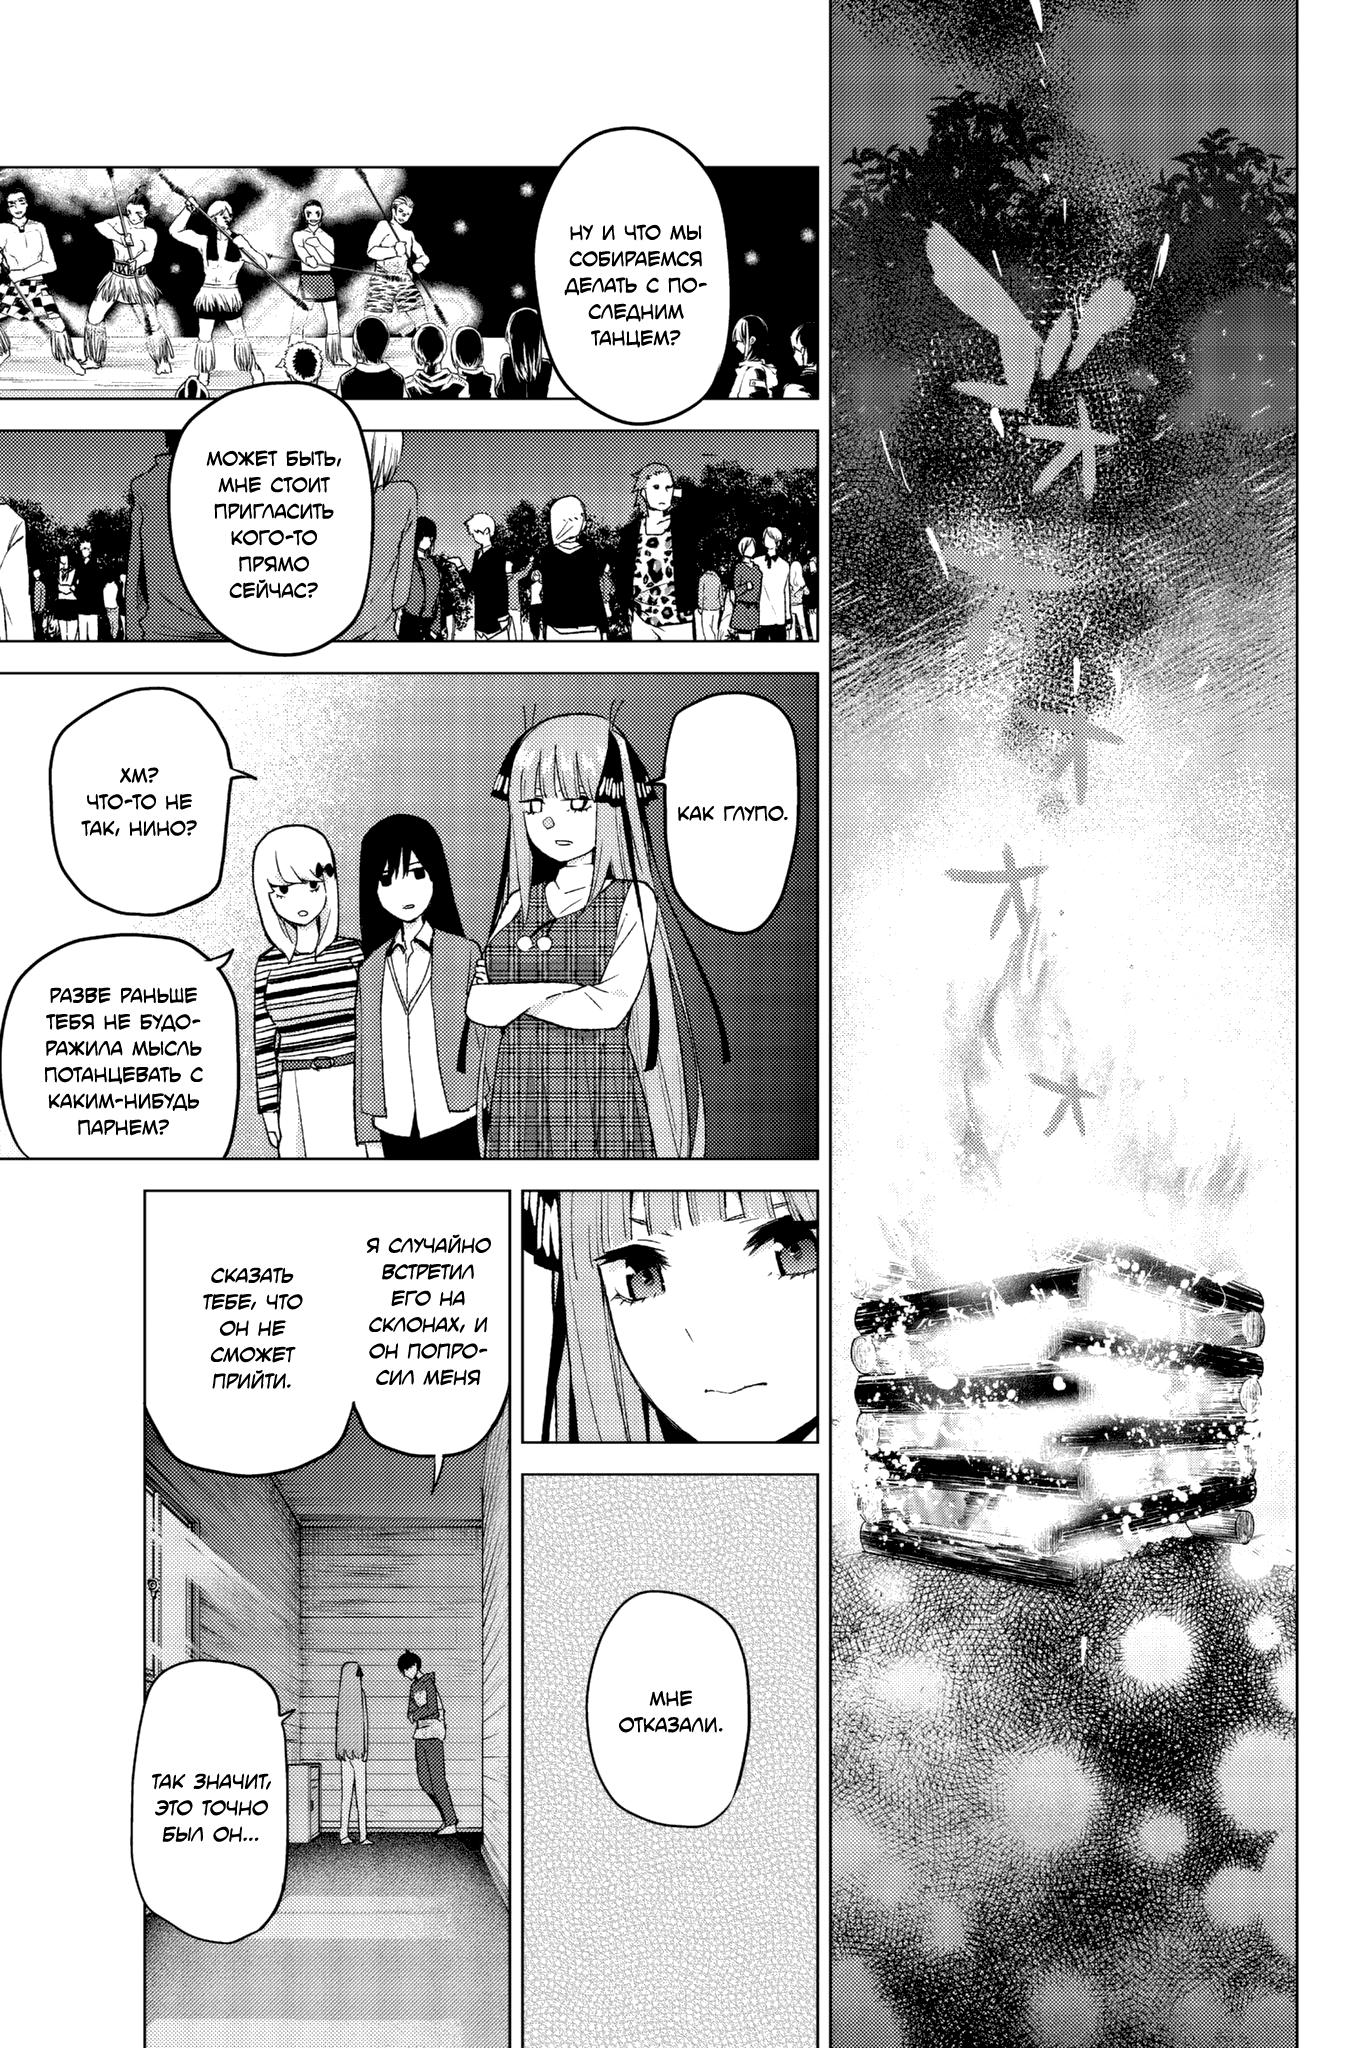 НУ И ЧТО МЫ
СОБИРАЕМСЯ
ДЕЛАТЬ С ПО-
СЛЕДНИМ
ТАНЦЕМ?
МОЖЕТ БЫТЬ,
МНЕ СТОИТ
ПРИГЛАСИТЬ
КОГО-ТО
ПРЯМО
СЕЙЧАС?
КАК ГЛУПО.
ХМ?
ЧТО-ТО НЕ
ТАК, НИНО?
РАЗВЕ РАНЬШЕ
ТЕБЯ НЕ БУДО-
РАЖИЛА МЫСЛЬ
ПОТАНЦЕВАТЬ С
КАКИМ-НИБУДЬ
ПАРНЕМ?
МНЕ
ОТКАЗАЛИ.
Я СЛУЧАЙНО
ВСТРЕТИЛ
ЕГО НА
СКЛОНАХ, И
ОН ПОПРО-
СИЛ МЕНЯ
СКАЗАТЬ
ТЕБЕ, ЧТО
ОН НЕ
СМОЖЕТ
ПРИЙТИ.
ТАК ЗНАЧИТ,
ЭТО ТОЧНО
БЫЛ ОН...